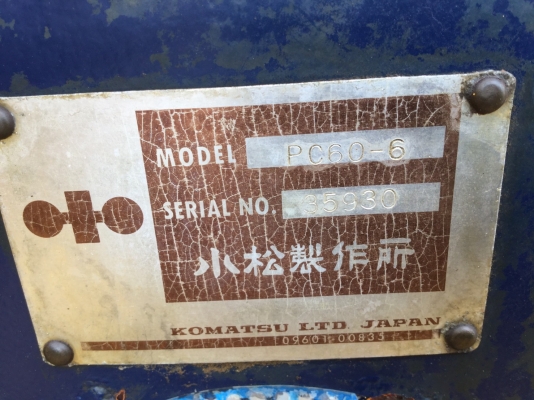 MODEL PC60-6
SERIAL NO. 35930
小松製作所
KOMATSU LTD. JAPAN
09601-00833